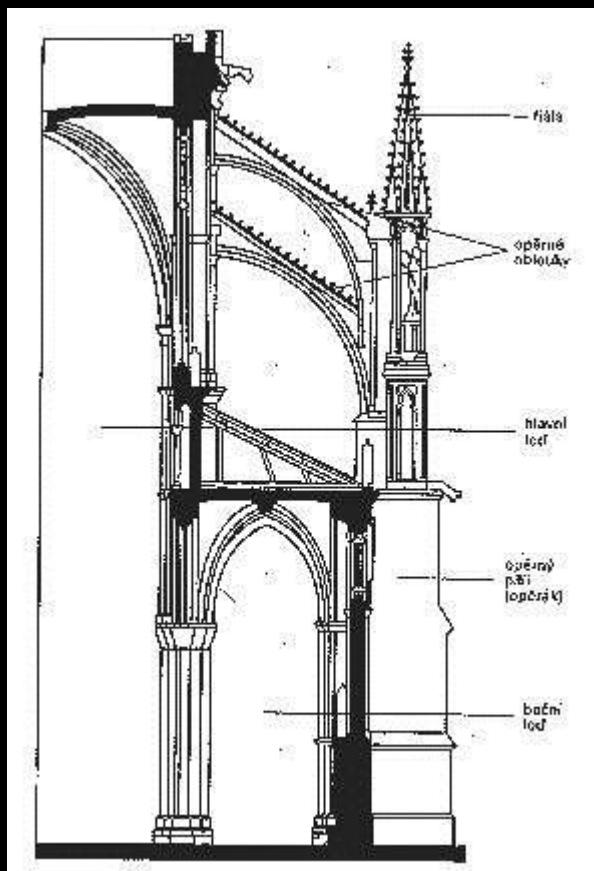 fiála
opěrné
oblouky
hlavní
loď
opěrný
pilíř
(opěrák)
boční
loď